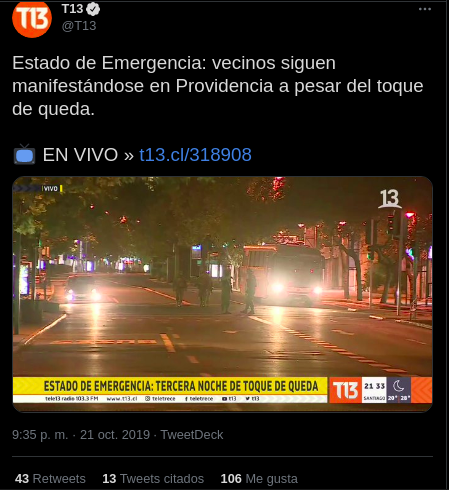 T13
T13
@T13
Estado de Emergencia: vecinos siguen
manifestándose en Providencia a pesar del toque
de queda.
EN VIVO » t13.cl/318908
VIVO
13
ESTADO DE EMERGENCIA: TERCERA NOCHE DE TOQUE DE QUEDA
T13
21 33
SANTIAGO 20° 28°
tele13 radio 103.3 FM www.t13.cl teletrece teletrece t13 t13
9:35 p. m. · 21 oct. 2019 · TweetDeck
43 Retweets 13 Tweets citados 106 Me gusta